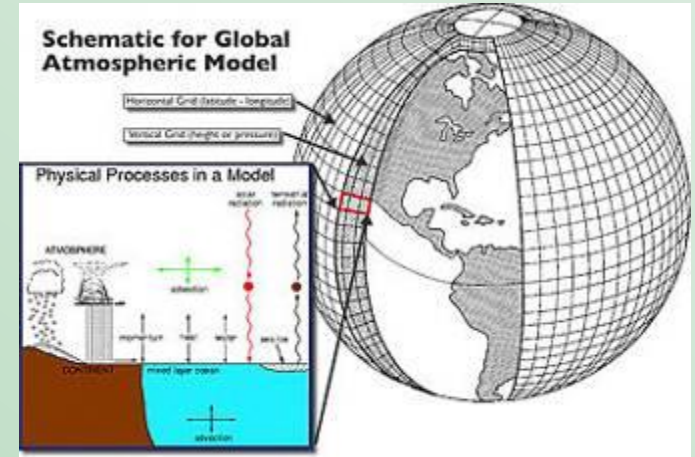 Schematic for Global
Atmospheric Model
Horizontal Grid (latitude - longitude)
Vertical Grid (height or pressure)
Physical Processes in a Model
solar
radiation
terrestrial
radiation
ATMOSPHERE
advection
momentum
heat
water
sea ice
CONTINENT
mixed layer ocean
advection